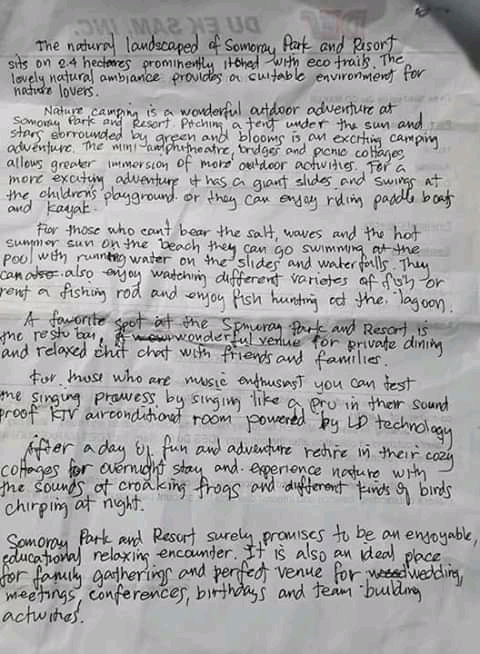 DU EK SAM, INC.
The natural landscaped of Somoray Park and Resort
sits on 2.4 hectares prominently with eco trails. The
lovely natural ambiance provides a suitable environment for
nature lovers.
Nature camping is a wonderful outdoor adventure at
Somoray Park and Resort. Pitching a tent under the sun and
stars sorrounded by green and blooms is an exciting camping
adventure. The mini-amphitheatre, bridges and picnic cottages
allows greater immersion of more outdoor activities. For a
more exciting adventure it has a giant slides and swings at
the children's playground. or they can enjoy riding paddle boats
and kayak.
For those who can't bear the salt, waves and the hot
summer sun on the beach they can go swimming at the
pool with running water on the slides and waterfalls. They
can also enjoy watching different varieties of fish or
rent a fishing rod and enjoy fish hunting at the lagoon.
A favorite spot at the Somoray Park and Resort is
the resto bar, wonderful venue for private dining
and relaxed chit chat with friends and families.
For those who are music enthusiast you can test
the singing prowess by singing like a pro in their sound
proof KTV airconditioned room powered by LD technology
After a day of fun and adventure retire in their cozy
cottages for overnight stay and experience nature with
the sounds of croaking frogs and different kinds of birds
chirping at night.
Somoray Park and Resort surely promises to be an enjoyable,
educational relaxing encounter. It is also an ideal place
for family gatherings and perfect venue for wedding,
meetings conferences, birthdays and team building
activities.